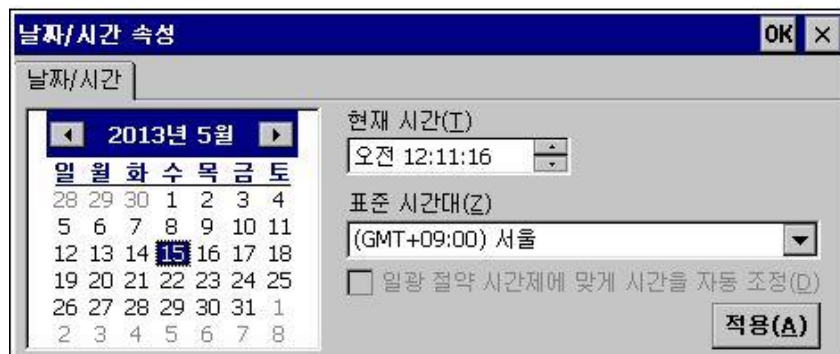 날짜/시간 속성 OK ×
날짜/시간
2013년 5월
일 월 화 수 목 금 토
28 29 30 1 2 3 4
5 6 7 8 9 10 11
12 13 14 15 16 17 18
19 20 21 22 23 24 25
26 27 28 29 30 31 1
2 3 4 5 6 7 8
현재 시간(T)
오전 12:11:16
표준 시간대(Z)
(GMT+09:00) 서울
일광 절약 시간제에 맞게 시간을 자동 조정(D)
적용(A)